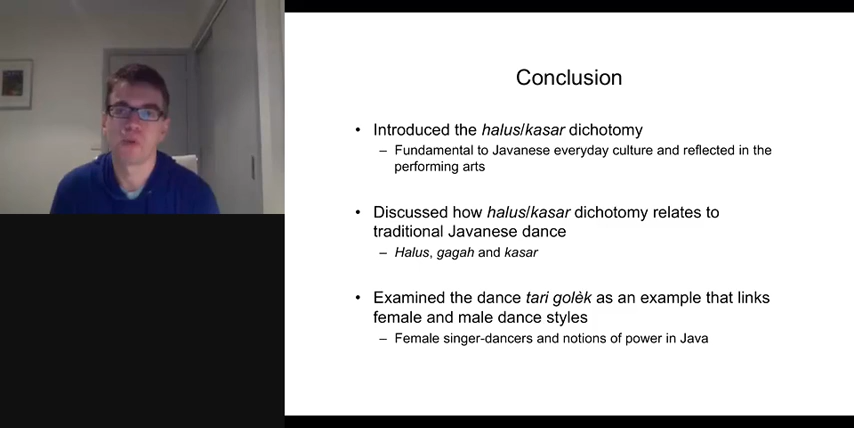 Conclusion
• Introduced the halus/kasar dichotomy
– Fundamental to Javanese everyday culture and reflected in the
performing arts
• Discussed how halus/kasar dichotomy relates to
traditional Javanese dance
– Halus, gagah and kasar
• Examined the dance tari golèk as an example that links
female and male dance styles
– Female singer-dancers and notions of power in Java